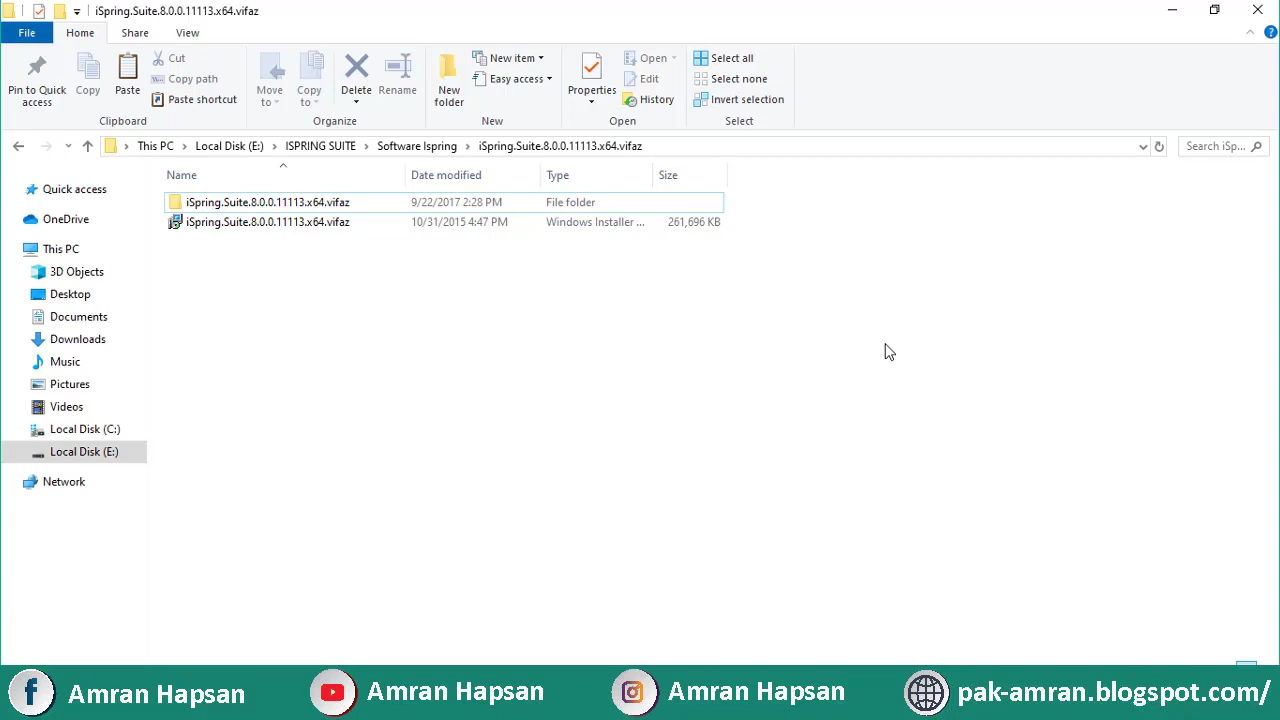 iSpring.Suite.8.0.0.11113.x64.vifaz
File Home Share View
Pin to Quick access
Copy
Paste
Cut
Copy path
Paste shortcut
Clipboard
Move to
Copy to
Delete
Rename
Organize
New folder
New item
Easy access
New
Properties
Open
Edit
History
Open
Select all
Select none
Invert selection
Select
This PC > Local Disk (E:) > ISPRING SUITE > Software Ispring > iSpring.Suite.8.0.0.11113.x64.vifaz
Search iSp...
Quick access
OneDrive
This PC
3D Objects
Desktop
Documents
Downloads
Music
Pictures
Videos
Local Disk (C:)
Local Disk (E:)
Network
Name Date modified Type Size
iSpring.Suite.8.0.0.11113.x64.vifaz 9/22/2017 2:28 PM File folder
iSpring.Suite.8.0.0.11113.x64.vifaz 10/31/2015 4:47 PM Windows Installer ... 261,696 KB
Amran Hapsan Amran Hapsan Amran Hapsan pak-amran.blogspot.com/